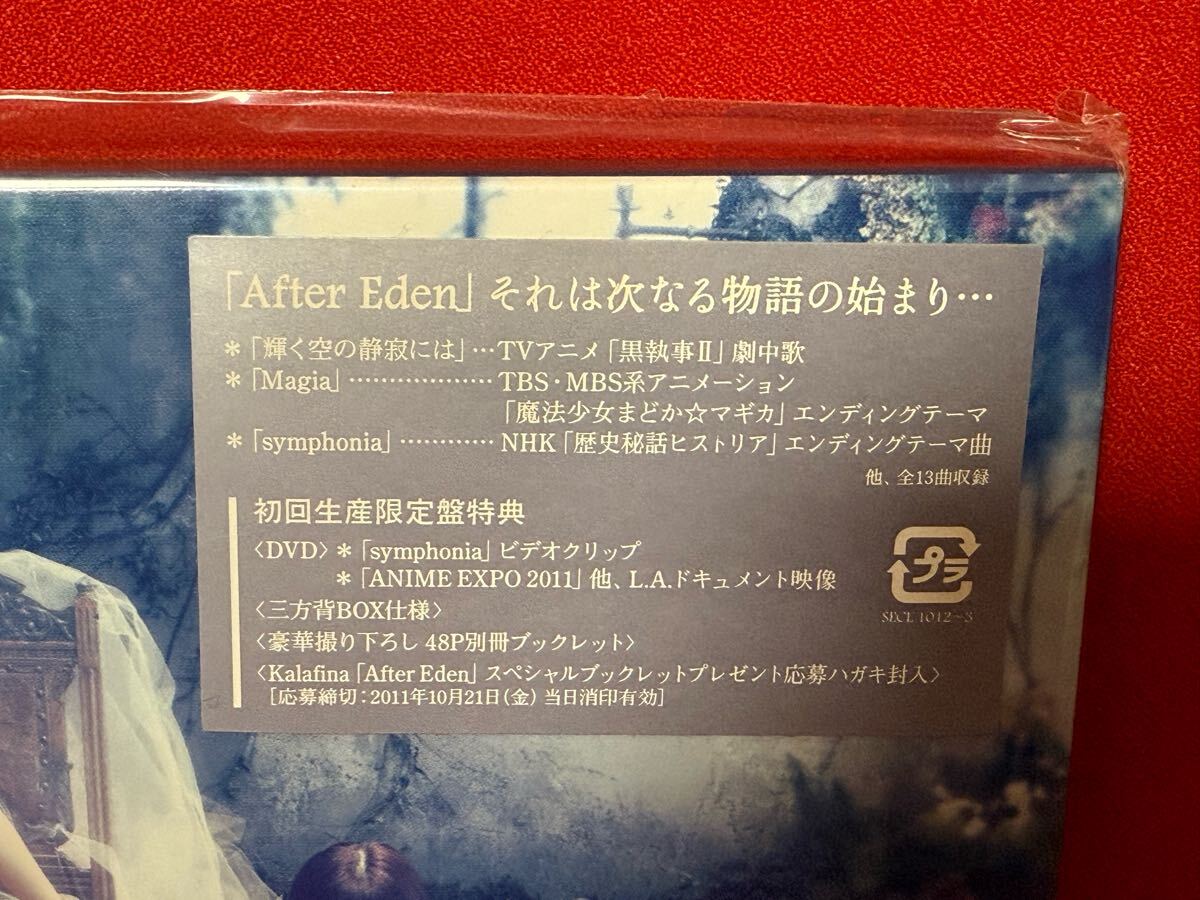 「After Eden」それは次なる物語の始まり…
＊「輝く空の静寂には」…TVアニメ「黒執事Ⅱ」劇中歌
＊「Magia」………………TBS・MBS系アニメーション
「魔法少女まどか☆マギカ」エンディングテーマ
＊「symphonia」…………NHK「歴史秘話ヒストリア」エンディングテーマ曲
他、全13曲収録
初回生産限定盤特典
〈DVD〉＊「symphonia」ビデオクリップ
＊「ANIME EXPO 2011」他、L.A.ドキュメント映像
〈三方背BOX仕様〉
〈豪華撮り下ろし 48P別冊ブックレット〉
〈Kalafina「After Eden」スペシャルブックレットプレゼント応募ハガキ封入〉
［応募締切：2011年10月21日（金）当日消印有効］
プラ
SECL 1012～3